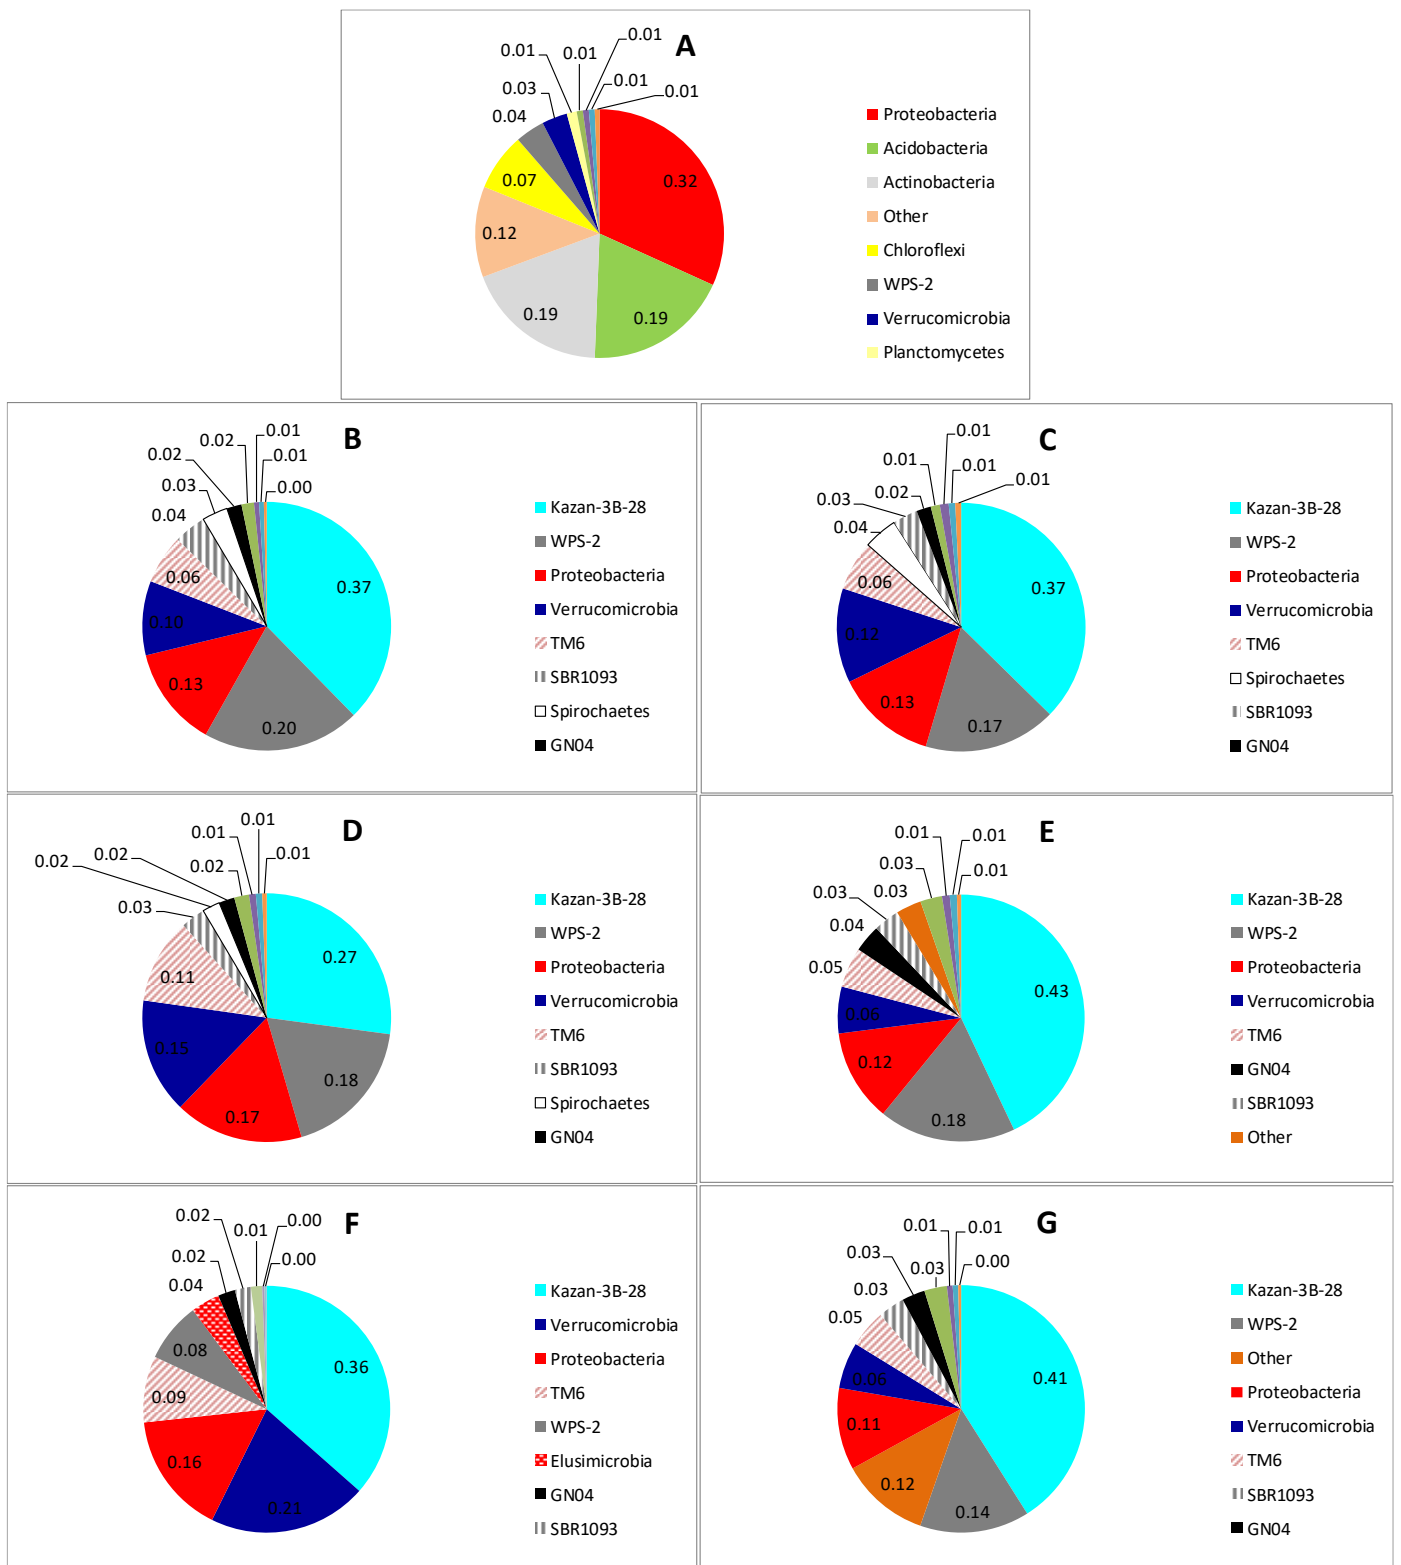 A
0.01
0.01
0.01
0.01
0.01
0.03
0.04
0.07
0.12
0.19
0.19
0.32
Proteobacteria
Acidobacteria
Actinobacteria
Other
Chloroflexi
WPS-2
Verrucomicrobia
Planctomycetes
B
0.01
0.02
0.01
0.02
0.00
0.03
0.04
0.06
0.10
0.13
0.20
0.37
Kazan-3B-28
WPS-2
Proteobacteria
Verrucomicrobia
TM6
SBR1093
Spirochaetes
GN04
C
0.01
0.01
0.01
0.01
0.02
0.03
0.04
0.06
0.12
0.13
0.17
0.37
Kazan-3B-28
WPS-2
Proteobacteria
Verrucomicrobia
TM6
Spirochaetes
SBR1093
GN04
D
0.01
0.01
0.01
0.02
0.02
0.02
0.03
0.11
0.15
0.17
0.18
0.27
Kazan-3B-28
WPS-2
Proteobacteria
Verrucomicrobia
TM6
SBR1093
Spirochaetes
GN04
E
0.01
0.01
0.01
0.03
0.03
0.03
0.04
0.05
0.06
0.12
0.18
0.43
Kazan-3B-28
WPS-2
Proteobacteria
Verrucomicrobia
TM6
GN04
SBR1093
Other
F
0.02
0.01
0.00
0.00
0.02
0.04
0.08
0.09
0.16
0.21
0.36
Kazan-3B-28
Verrucomicrobia
Proteobacteria
TM6
WPS-2
Elusimicrobia
GN04
SBR1093
G
0.01
0.01
0.00
0.03
0.03
0.03
0.05
0.06
0.11
0.12
0.14
0.41
Kazan-3B-28
WPS-2
Other
Proteobacteria
Verrucomicrobia
TM6
SBR1093
GN04